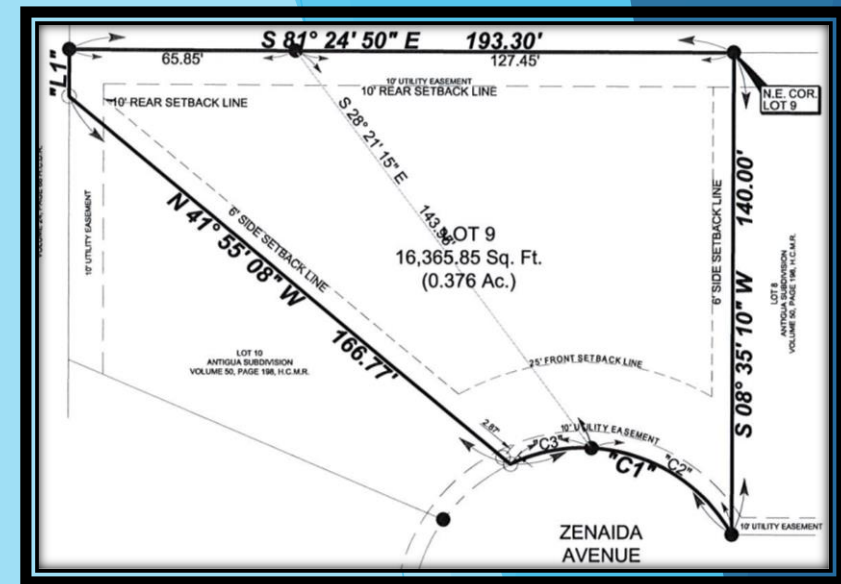 S 81° 24' 50" E 193.30'
65.85'
127.45'
"L1"
10' UTILITY EASEMENT
10' REAR SETBACK LINE
10' REAR SETBACK LINE
N.E. COR.
LOT 9
S 28° 21' 15" E
143.98'
10' UTILITY EASEMENT
6' SIDE SETBACK LINE
N 41° 55' 08" W 166.77'
LOT 9
16,365.85 Sq. Ft.
(0.376 Ac.)
6' SIDE SETBACK LINE
S 08° 35' 10" W 140.00'
LOT 8
ANTIGUA SUBDIVISION
VOLUME 50, PAGE 198, H.C.M.R.
LOT 10
ANTIGUA SUBDIVISION
VOLUME 50, PAGE 198, H.C.M.R.
25' FRONT SETBACK LINE
2.87'
10' UTILITY EASEMENT
"C3"
"C1"
"C2"
10' UTILITY EASEMENT
ZENAIDA
AVENUE